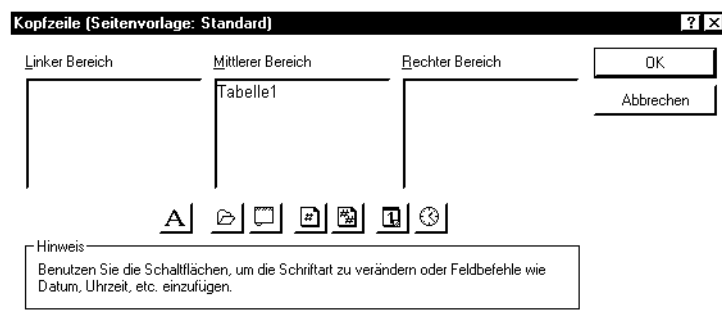 Kopfzeile (Seitenvorlage: Standard)
Linker Bereich
Mittlerer Bereich
Rechter Bereich
OK
Tabelle1
Abbrechen
A
Hinweis
Benutzen Sie die Schaltflächen, um die Schriftart zu verändern oder Feldbefehle wie
Datum, Uhrzeit, etc. einzufügen.